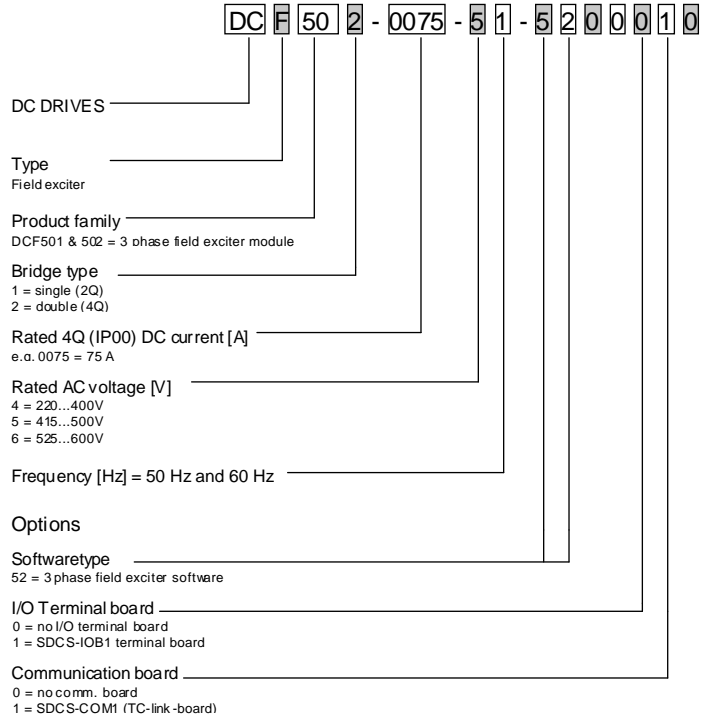 DC F 50 2 - 0075 - 5 1 - 5 2 0 0 0 1 0
DC DRIVES
Type
Field exciter
Product family
DCF501 & 502 = 3 phase field exciter module
Bridge type
1 = single (2Q)
2 = double (4Q)
Rated 4Q (IP00) DC current [A]
e.g. 0075 = 75 A
Rated AC voltage [V]
4 = 220...400V
5 = 415...500V
6 = 525...600V
Frequency [Hz] = 50 Hz and 60 Hz
Options
Softwaretype
52 = 3 phase field exciter software
I/O Terminal board
0 = no I/O terminal board
1 = SDCS-IOB1 terminal board
Communication board
0 = no comm. board
1 = SDCS-COM1 (TC-link-board)